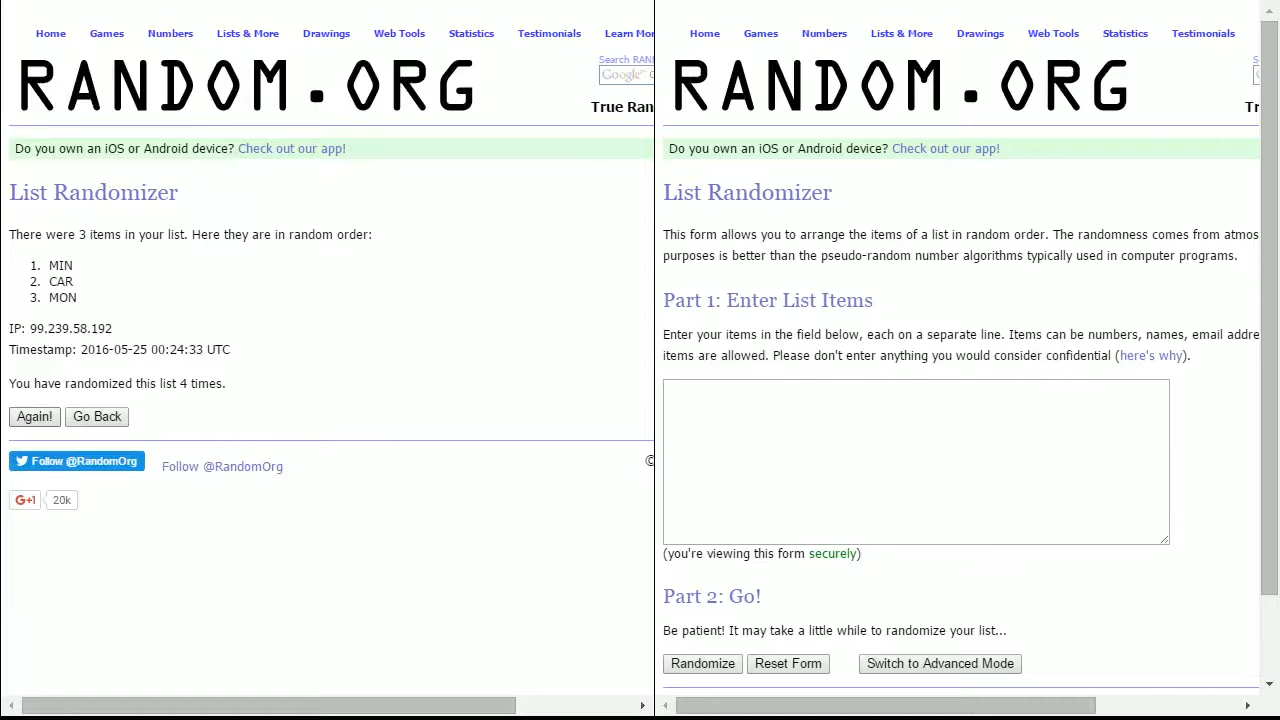 Home Games Numbers Lists & More Drawings Web Tools Statistics Testimonials Learn Mor
Search RAN
RANDOM.ORG
Google™
True Ran
Do you own an iOS or Android device? Check out our app!
List Randomizer
There were 3 items in your list. Here they are in random order:
1. MIN
2. CAR
3. MON
IP: 99.239.58.192
Timestamp: 2016-05-25 00:24:33 UTC
You have randomized this list 4 times.
Again! Go Back
Follow @RandomOrg Follow @RandomOrg
©
G+1 20k
Home Games Numbers Lists & More Drawings Web Tools Statistics Testimonials
S
RANDOM.ORG
Tr
Do you own an iOS or Android device? Check out our app!
List Randomizer
This form allows you to arrange the items of a list in random order. The randomness comes from atmos
purposes is better than the pseudo-random number algorithms typically used in computer programs.
Part 1: Enter List Items
Enter your items in the field below, each on a separate line. Items can be numbers, names, email addre
items are allowed. Please don't enter anything you would consider confidential (here's why).
(you're viewing this form securely)
Part 2: Go!
Be patient! It may take a little while to randomize your list...
Randomize Reset Form Switch to Advanced Mode